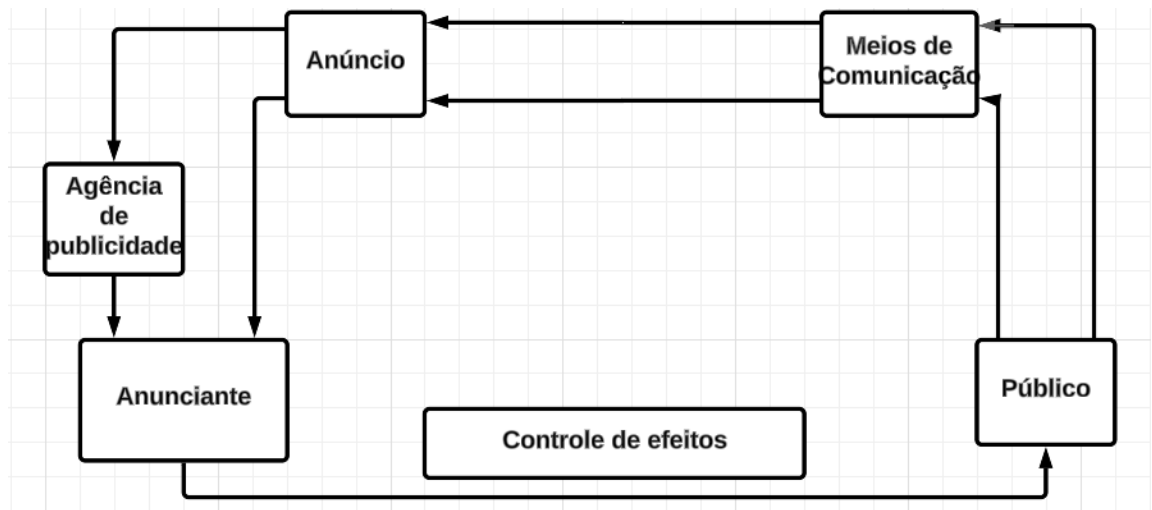 Anúncio
Meios de
Comunicação
Agência
de
publicidade
Anunciante
Público
Controle de efeitos